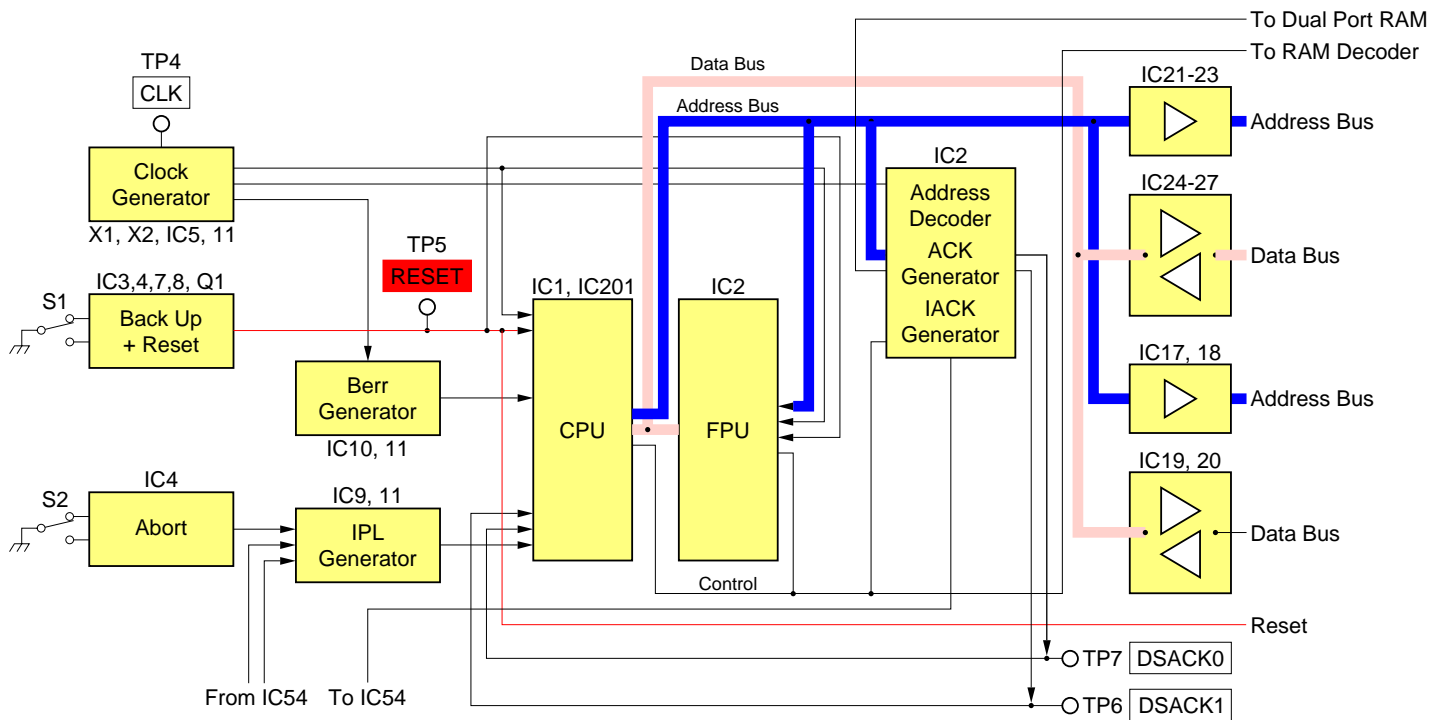 To Dual Port RAM
To RAM Decoder
TP4
CLK
Data Bus
Address Bus
IC21-23
Address Bus
Clock
Generator
X1, X2, IC5, 11
IC2
Address
Decoder
ACK
Generator
IACK
Generator
IC24-27
Data Bus
TP5
RESET
IC3,4,7,8, Q1
S1
Back Up
+ Reset
IC1, IC201
CPU
IC2
FPU
IC17, 18
Address Bus
Berr
Generator
IC10, 11
IC4
S2
Abort
IC9, 11
IPL
Generator
IC19, 20
Data Bus
Control
Reset
TP7
DSACK0
From IC54
To IC54
TP6
DSACK1